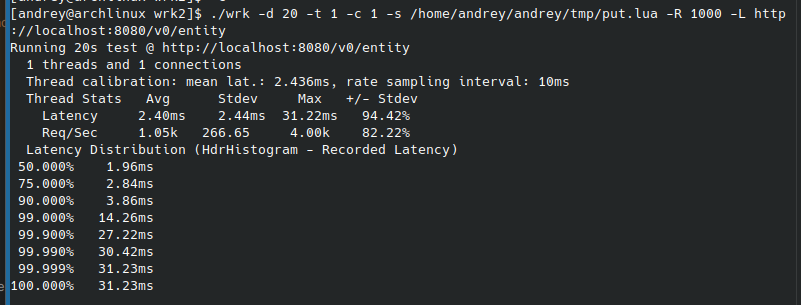 [andrey@archlinux wrk2]$ ./wrk -d 20 -t 1 -c 1 -s /home/andrey/andrey/tmp/put.lua -R 1000 -L http
://localhost:8080/v0/entity
Running 20s test @ http://localhost:8080/v0/entity
  1 threads and 1 connections
  Thread calibration: mean lat.: 2.436ms, rate sampling interval: 10ms
  Thread Stats   Avg      Stdev     Max   +/- Stdev
    Latency     2.40ms    2.44ms  31.22ms   94.42%
    Req/Sec     1.05k   266.65     4.00k    82.22%
  Latency Distribution (HdrHistogram - Recorded Latency)
 50.000%    1.96ms
 75.000%    2.84ms
 90.000%    3.86ms
 99.000%   14.26ms
 99.900%   27.22ms
 99.990%   30.42ms
 99.999%   31.23ms
100.000%   31.23ms